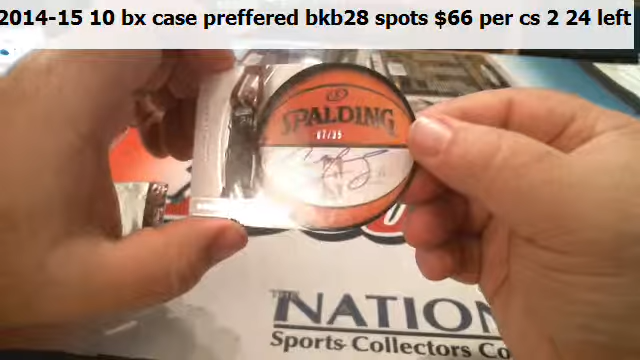 2014-15 10 bx case preffered bkb28 spots $66 per cs 2 24 left
SPALDING
07/35
THE
NATION
Sports Collectors Co